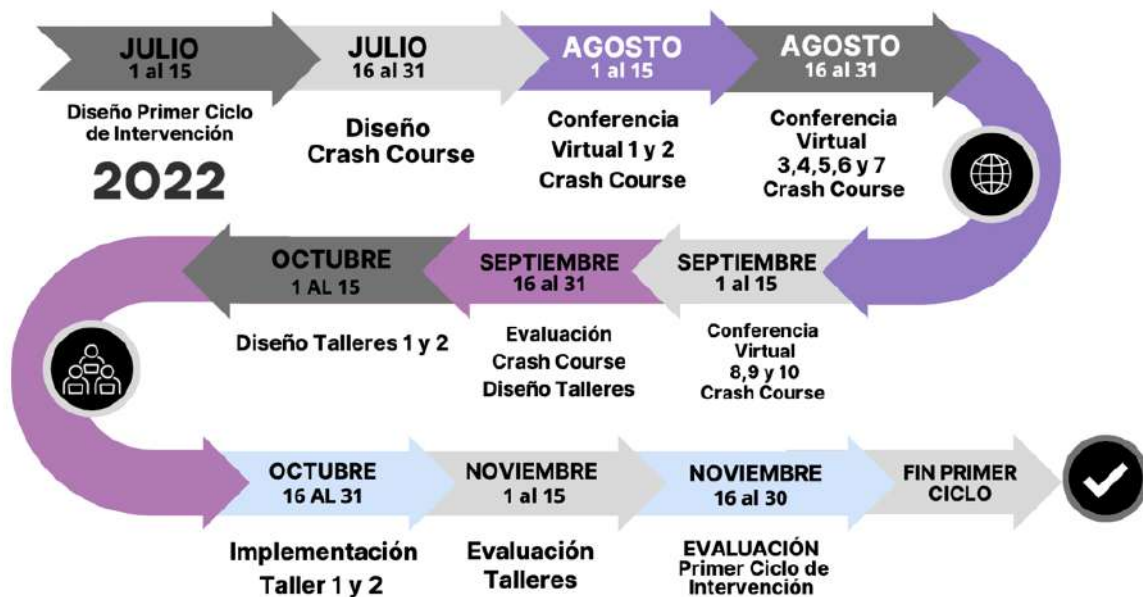 JULIO
1 al 15
Diseño Primer Ciclo
de Intervención
2022
JULIO
16 al 31
Diseño
Crash Course
AGOSTO
1 al 15
Conferencia
Virtual 1 y 2
Crash Course
AGOSTO
16 al 31
Conferencia
Virtual
3,4,5,6 y 7
Crash Course
SEPTIEMBRE
1 al 15
Conferencia
Virtual
8,9 y 10
Crash Course
SEPTIEMBRE
16 al 31
Evaluación
Crash Course
Diseño Talleres
OCTUBRE
1 AL 15
Diseño Talleres 1 y 2
OCTUBRE
16 AL 31
Implementación
Taller 1 y 2
NOVIEMBRE
1 al 15
Evaluación
Talleres
NOVIEMBRE
16 al 30
EVALUACIÓN
Primer Ciclo de
Intervención
FIN PRIMER
CICLO